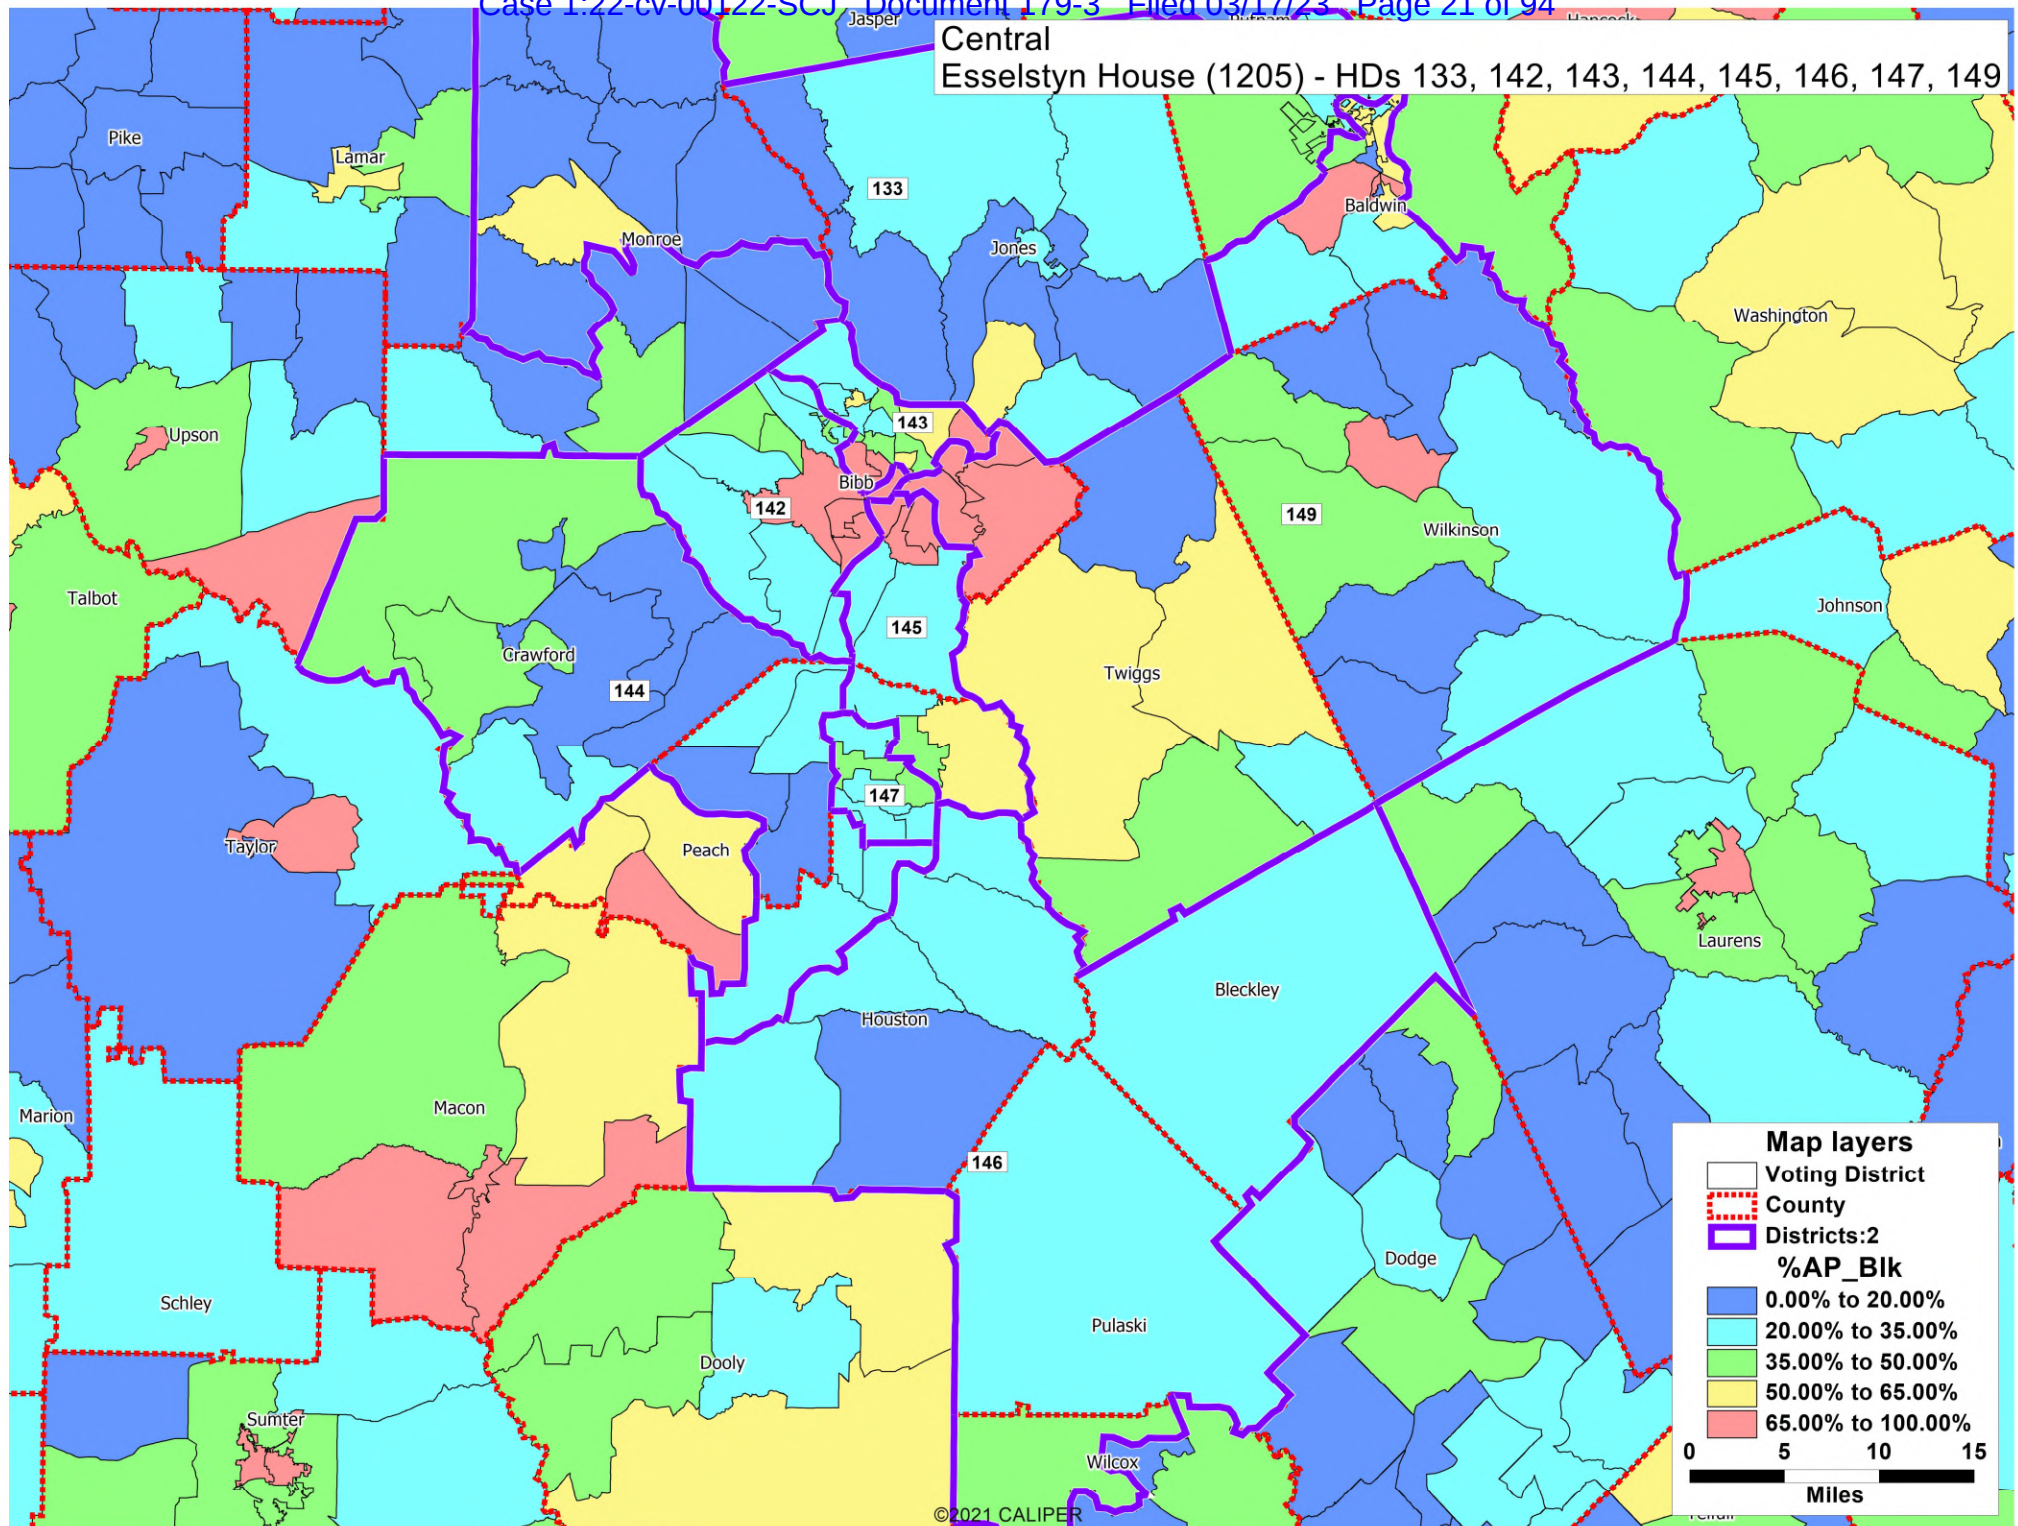 Case 1:22-cv-00122-SCJ Document 179-3 Filed 03/17/23 Page 21 of 94
Jasper
Putnam
Hancock
Central
Esselstyn House (1205) - HDs 133, 142, 143, 144, 145, 146, 147, 149
Pike
Lamar
133
Baldwin
Monroe
Jones
Washington
Upson
143
Bibb
142
149
Wilkinson
Talbot
Johnson
145
Crawford
144
Twiggs
147
Taylor
Peach
Laurens
Bleckley
Houston
Marion
Macon
146
Dodge
Schley
Pulaski
Dooly
Sumter
Wilcox
Map layers
Voting District
County
Districts:2
%AP_Blk
0.00% to 20.00%
20.00% to 35.00%
35.00% to 50.00%
50.00% to 65.00%
65.00% to 100.00%
0 5 10 15
Miles
©2021 CALIPER